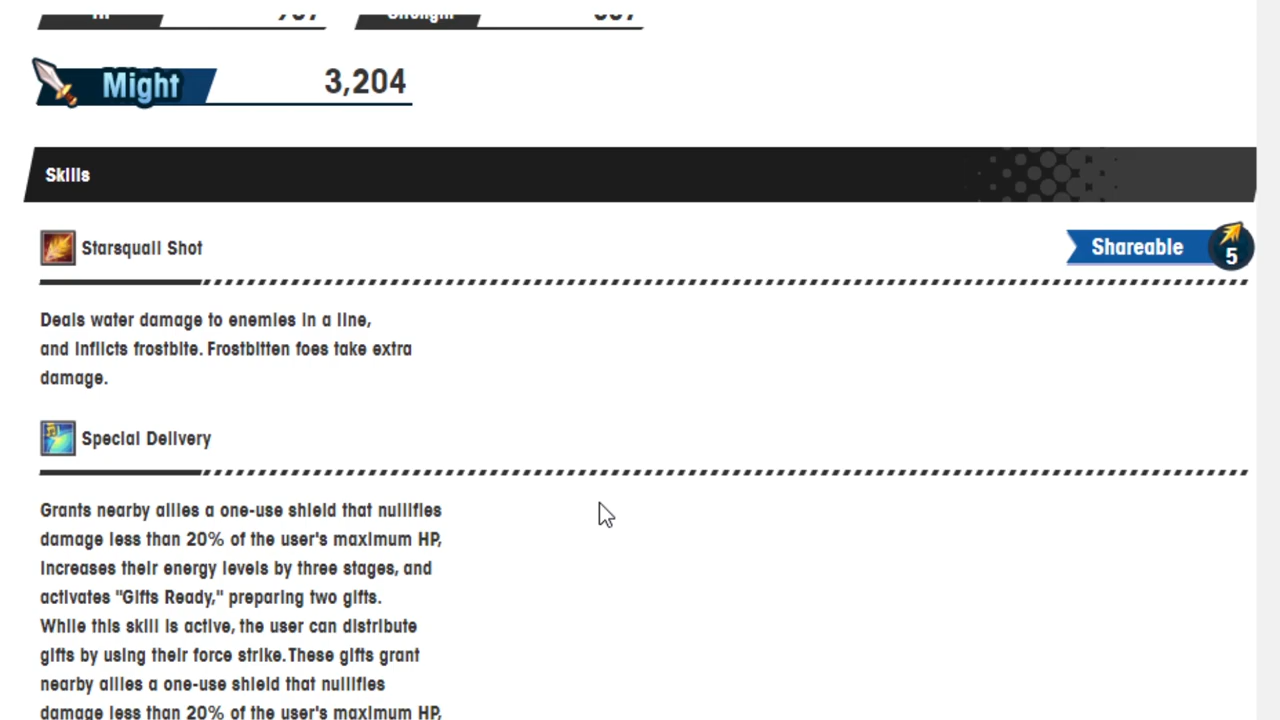 Might 3,204
Skills
Starsquall Shot
Shareable 5
Deals water damage to enemies in a line,
and inflicts frostbite. Frostbitten foes take extra
damage.
Special Delivery
Grants nearby allies a one-use shield that nullifies
damage less than 20% of the user's maximum HP,
increases their energy levels by three stages, and
activates "Gifts Ready," preparing two gifts.
While this skill is active, the user can distribute
gifts by using their force strike. These gifts grant
nearby allies a one-use shield that nullifies
damage less than 20% of the user's maximum HP,